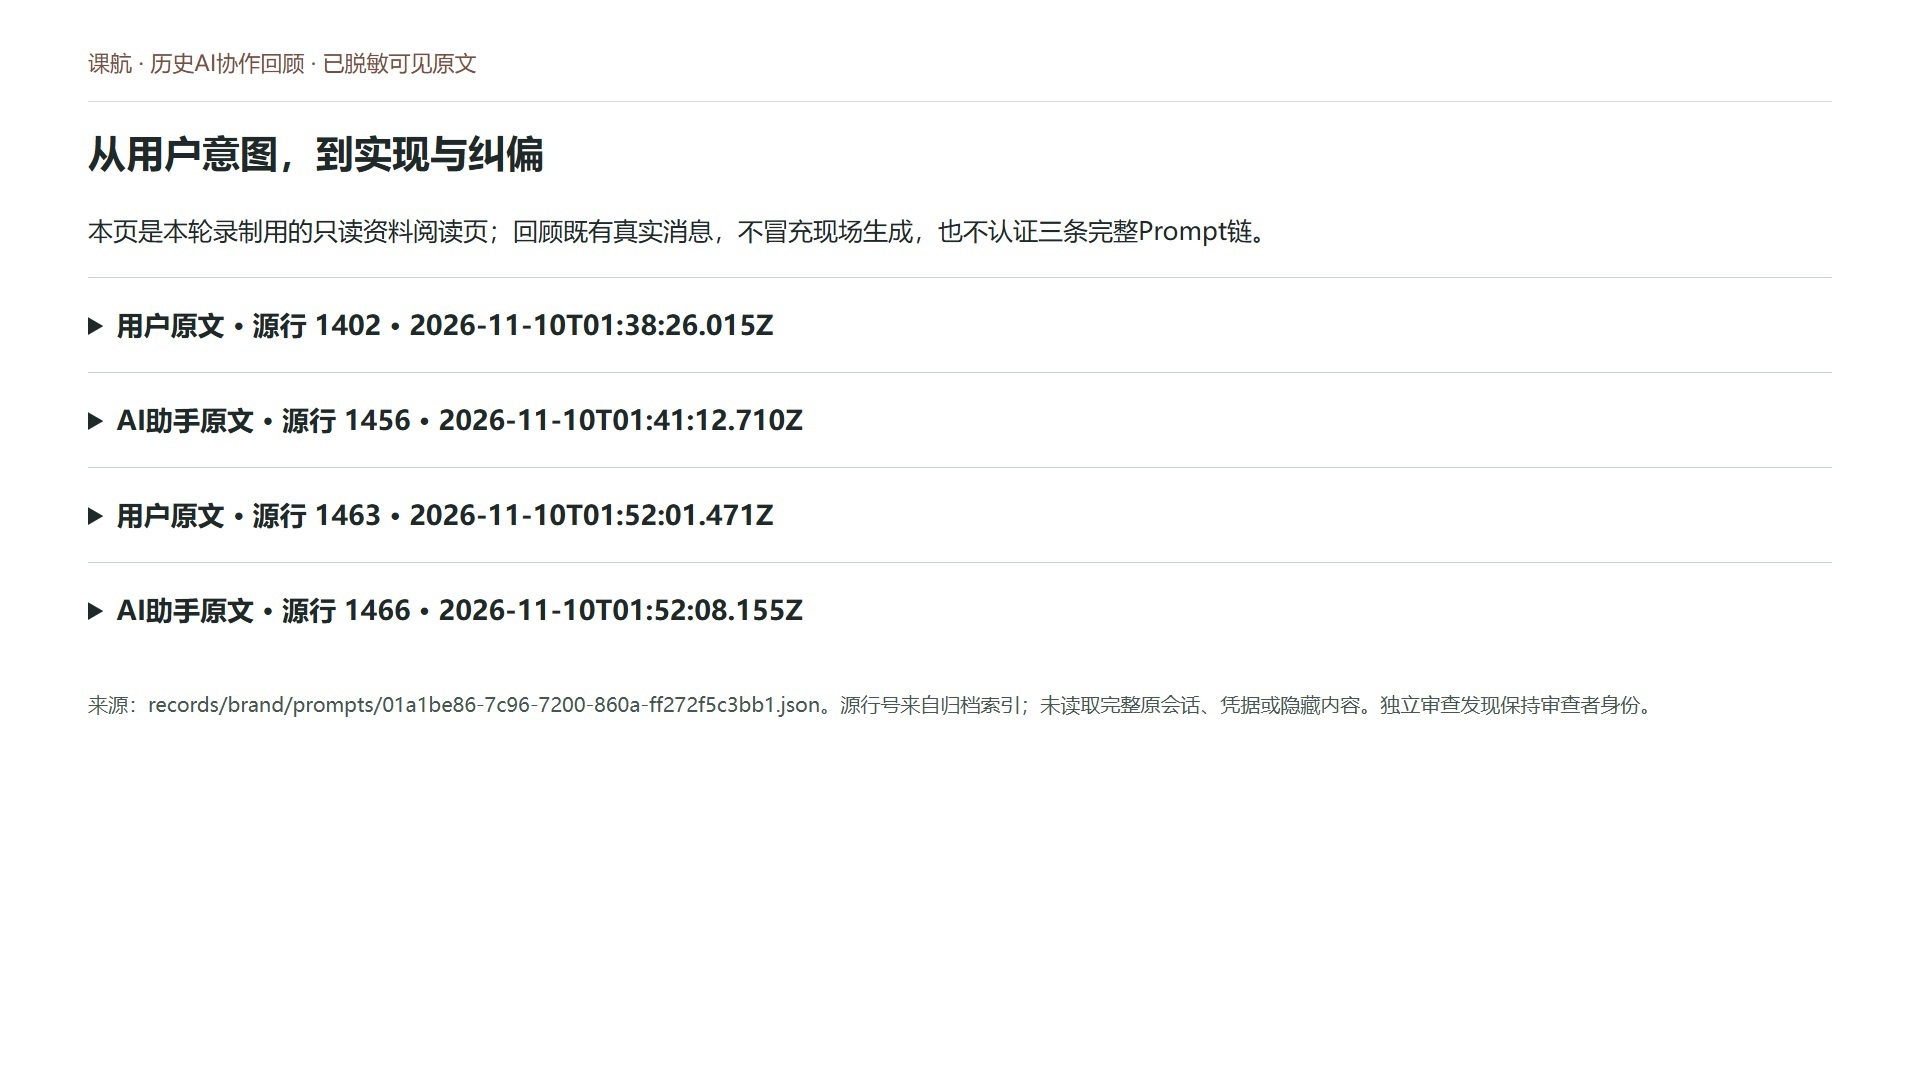 课航 · 历史AI协作回顾 · 已脱敏可见原文
从用户意图，到实现与纠偏
本页是本轮录制用的只读资料阅读页；回顾既有真实消息，不冒充现场生成，也不认证三条完整Prompt链。
▶ 用户原文 • 源行 1402 • 2026-11-10T01:38:26.015Z
▶ AI助手原文 • 源行 1456 • 2026-11-10T01:41:12.710Z
▶ 用户原文 • 源行 1463 • 2026-11-10T01:52:01.471Z
▶ AI助手原文 • 源行 1466 • 2026-11-10T01:52:08.155Z
来源：records/brand/prompts/01a1be86-7c96-7200-860a-ff272f5c3bb1.json。源行号来自归档索引；未读取完整原会话、凭据或隐藏内容。独立审查发现保持审查者身份。